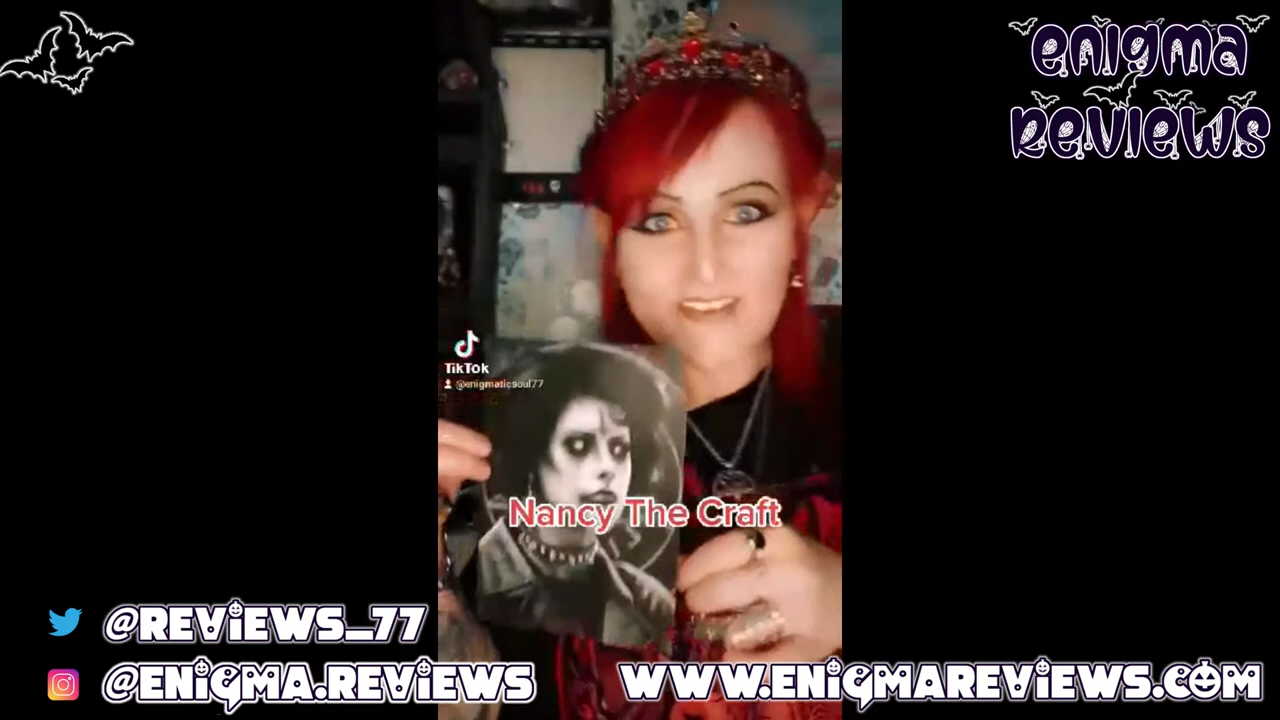 enigma
Reviews
TikTok
@enigmaticsoul77
Nancy The Craft
@REViEWS_77
@ENiGMA.REViEWS
WWW.ENiGMAREViEWS.COM